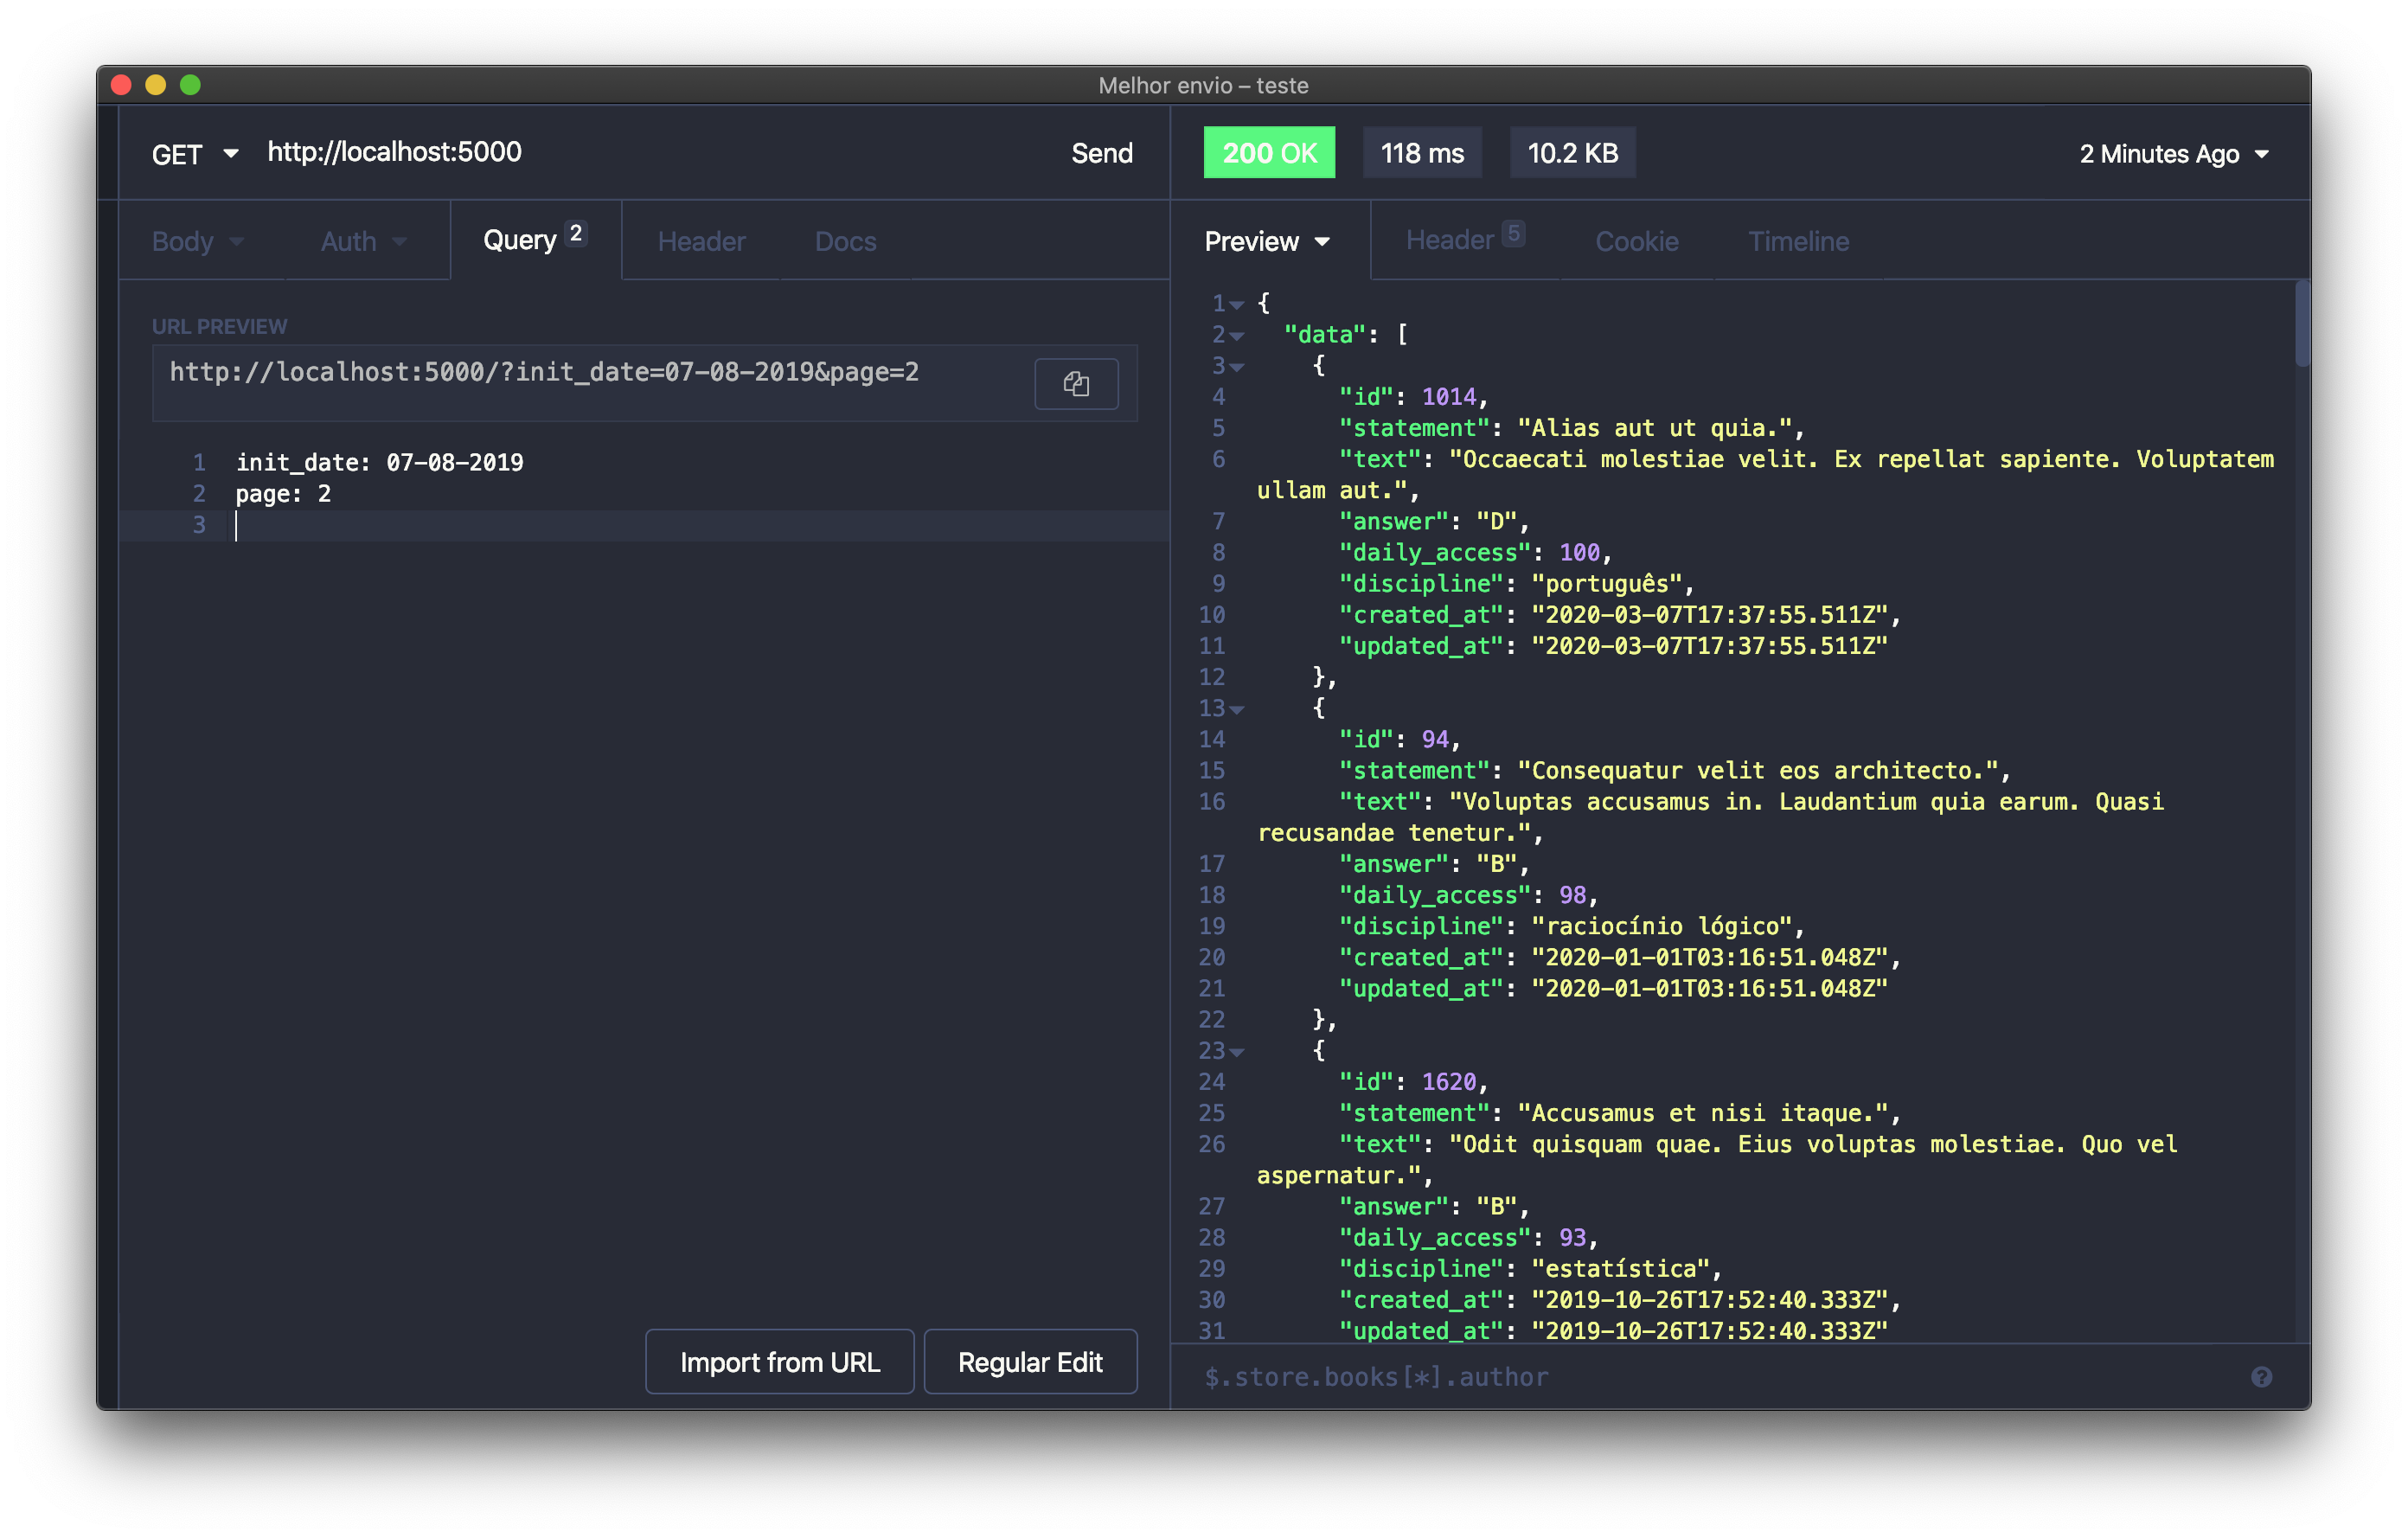 Melhor envio – teste
GET http://localhost:5000 Send
Body Auth Query 2 Header Docs
URL PREVIEW
http://localhost:5000/?init_date=07-08-2019&page=2
1 init_date: 07-08-2019
2 page: 2
3
Import from URL Regular Edit
200 OK 118 ms 10.2 KB 2 Minutes Ago
Preview Header 5 Cookie Timeline
1 {
2 "data": [
3 {
4 "id": 1014,
5 "statement": "Alias aut ut quia.",
6 "text": "Occaecati molestiae velit. Ex repellat sapiente. Voluptatem
ullam aut.",
7 "answer": "D",
8 "daily_access": 100,
9 "discipline": "português",
10 "created_at": "2020-03-07T17:37:55.511Z",
11 "updated_at": "2020-03-07T17:37:55.511Z"
12 },
13 {
14 "id": 94,
15 "statement": "Consequatur velit eos architecto.",
16 "text": "Voluptas accusamus in. Laudantium quia earum. Quasi
recusandae tenetur.",
17 "answer": "B",
18 "daily_access": 98,
19 "discipline": "raciocínio lógico",
20 "created_at": "2020-01-01T03:16:51.048Z",
21 "updated_at": "2020-01-01T03:16:51.048Z"
22 },
23 {
24 "id": 1620,
25 "statement": "Accusamus et nisi itaque.",
26 "text": "Odit quisquam quae. Eius voluptas molestiae. Quo vel
aspernatur.",
27 "answer": "B",
28 "daily_access": 93,
29 "discipline": "estatística",
30 "created_at": "2019-10-26T17:52:40.333Z",
31 "updated_at": "2019-10-26T17:52:40.333Z"
$.store.books[*].author